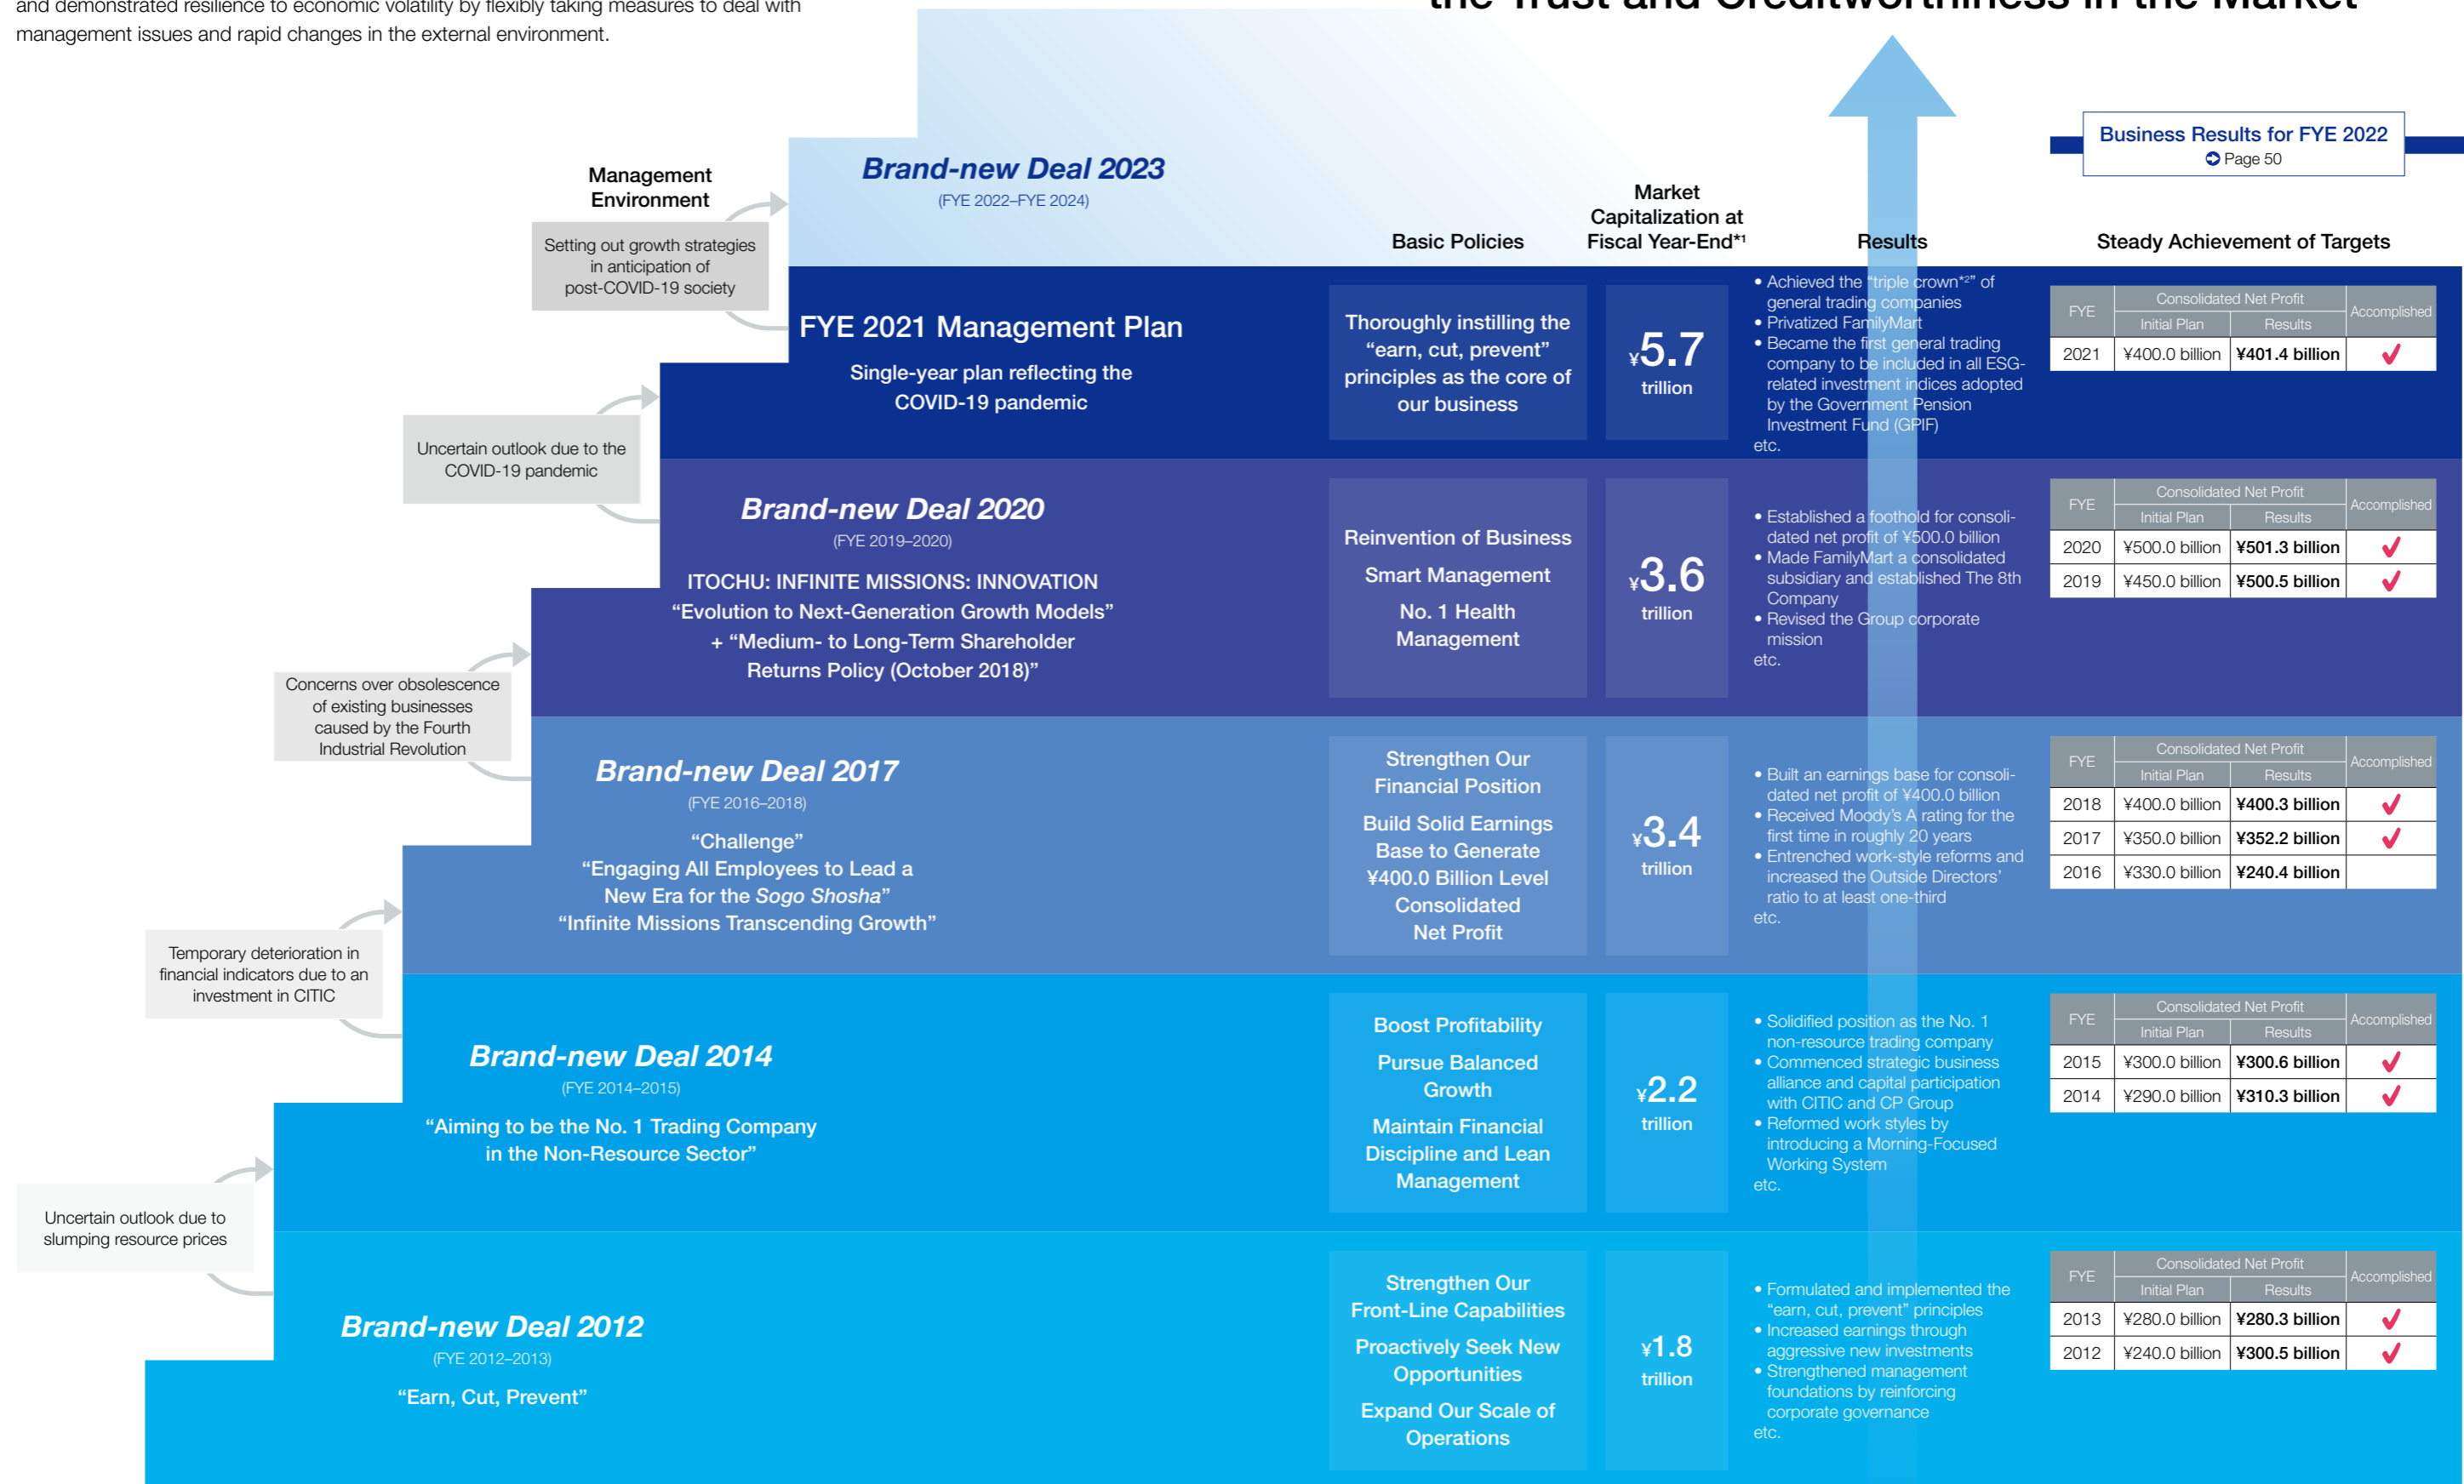 and demonstrated resilience to economic volatility by flexibly taking measures to deal with
management issues and rapid changes in the external environment.
the Trust and Creditworthiness in the Market
Business Results for FYE 2022
Page 50
Management
Environment
Brand-new Deal 2023
(FYE 2022–FYE 2024)
Basic Policies
Market
Capitalization at
Fiscal Year-End*1
Results
Steady Achievement of Targets
Setting out growth strategies
in anticipation of
post-COVID-19 society
FYE 2021 Management Plan
Single-year plan reflecting the
COVID-19 pandemic
Thoroughly instilling the
“earn, cut, prevent”
principles as the core of
our business
¥5.7
trillion
• Achieved the “triple crown*2” of
general trading companies
• Privatized FamilyMart
• Became the first general trading
company to be included in all ESG-
related investment indices adopted
by the Government Pension
Investment Fund (GPIF)
etc.
FYE Consolidated Net Profit Accomplished
Initial Plan Results
2021 ¥400.0 billion ¥401.4 billion ✓
Uncertain outlook due to the
COVID-19 pandemic
Brand-new Deal 2020
(FYE 2019–2020)
ITOCHU: INFINITE MISSIONS: INNOVATION
“Evolution to Next-Generation Growth Models”
+ “Medium- to Long-Term Shareholder
Returns Policy (October 2018)”
Reinvention of Business
Smart Management
No. 1 Health
Management
¥3.6
trillion
• Established a foothold for consoli-
dated net profit of ¥500.0 billion
• Made FamilyMart a consolidated
subsidiary and established The 8th
Company
• Revised the Group corporate
mission
etc.
FYE Consolidated Net Profit Accomplished
Initial Plan Results
2020 ¥500.0 billion ¥501.3 billion ✓
2019 ¥450.0 billion ¥500.5 billion ✓
Concerns over obsolescence
of existing businesses
caused by the Fourth
Industrial Revolution
Brand-new Deal 2017
(FYE 2016–2018)
“Challenge”
“Engaging All Employees to Lead a
New Era for the Sogo Shosha”
“Infinite Missions Transcending Growth”
Strengthen Our
Financial Position
Build Solid Earnings
Base to Generate
¥400.0 Billion Level
Consolidated
Net Profit
¥3.4
trillion
• Built an earnings base for consoli-
dated net profit of ¥400.0 billion
• Received Moody’s A rating for the
first time in roughly 20 years
• Entrenched work-style reforms and
increased the Outside Directors’
ratio to at least one-third
etc.
FYE Consolidated Net Profit Accomplished
Initial Plan Results
2018 ¥400.0 billion ¥400.3 billion ✓
2017 ¥350.0 billion ¥352.2 billion ✓
2016 ¥330.0 billion ¥240.4 billion
Temporary deterioration in
financial indicators due to an
investment in CITIC
Brand-new Deal 2014
(FYE 2014–2015)
“Aiming to be the No. 1 Trading Company
in the Non-Resource Sector”
Boost Profitability
Pursue Balanced
Growth
Maintain Financial
Discipline and Lean
Management
¥2.2
trillion
• Solidified position as the No. 1
non-resource trading company
• Commenced strategic business
alliance and capital participation
with CITIC and CP Group
• Reformed work styles by
introducing a Morning-Focused
Working System
etc.
FYE Consolidated Net Profit Accomplished
Initial Plan Results
2015 ¥300.0 billion ¥300.6 billion ✓
2014 ¥290.0 billion ¥310.3 billion ✓
Uncertain outlook due to
slumping resource prices
Brand-new Deal 2012
(FYE 2012–2013)
“Earn, Cut, Prevent”
Strengthen Our
Front-Line Capabilities
Proactively Seek New
Opportunities
Expand Our Scale of
Operations
¥1.8
trillion
• Formulated and implemented the
“earn, cut, prevent” principles
• Increased earnings through
aggressive new investments
• Strengthened management
foundations by reinforcing
corporate governance
etc.
FYE Consolidated Net Profit Accomplished
Initial Plan Results
2013 ¥280.0 billion ¥280.3 billion ✓
2012 ¥240.0 billion ¥300.5 billion ✓